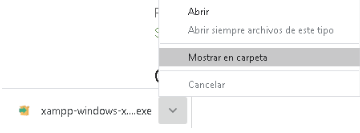 Abrir
Abrir siempre archivos de este tipo
Mostrar en carpeta
Cancelar
xampp-windows-x....exe